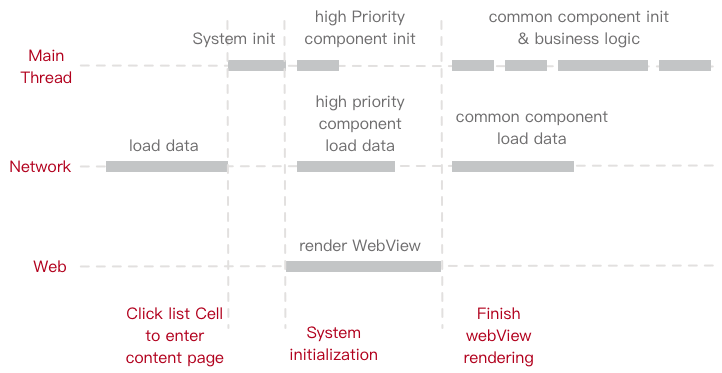 System init
high Priority
component init
common component init
& business logic
Main
Thread
load data
high priority
component
load data
common component
load data
Network
render WebView
Web
Click list Cell
to enter
content page
System
initialization
Finish
webView
rendering